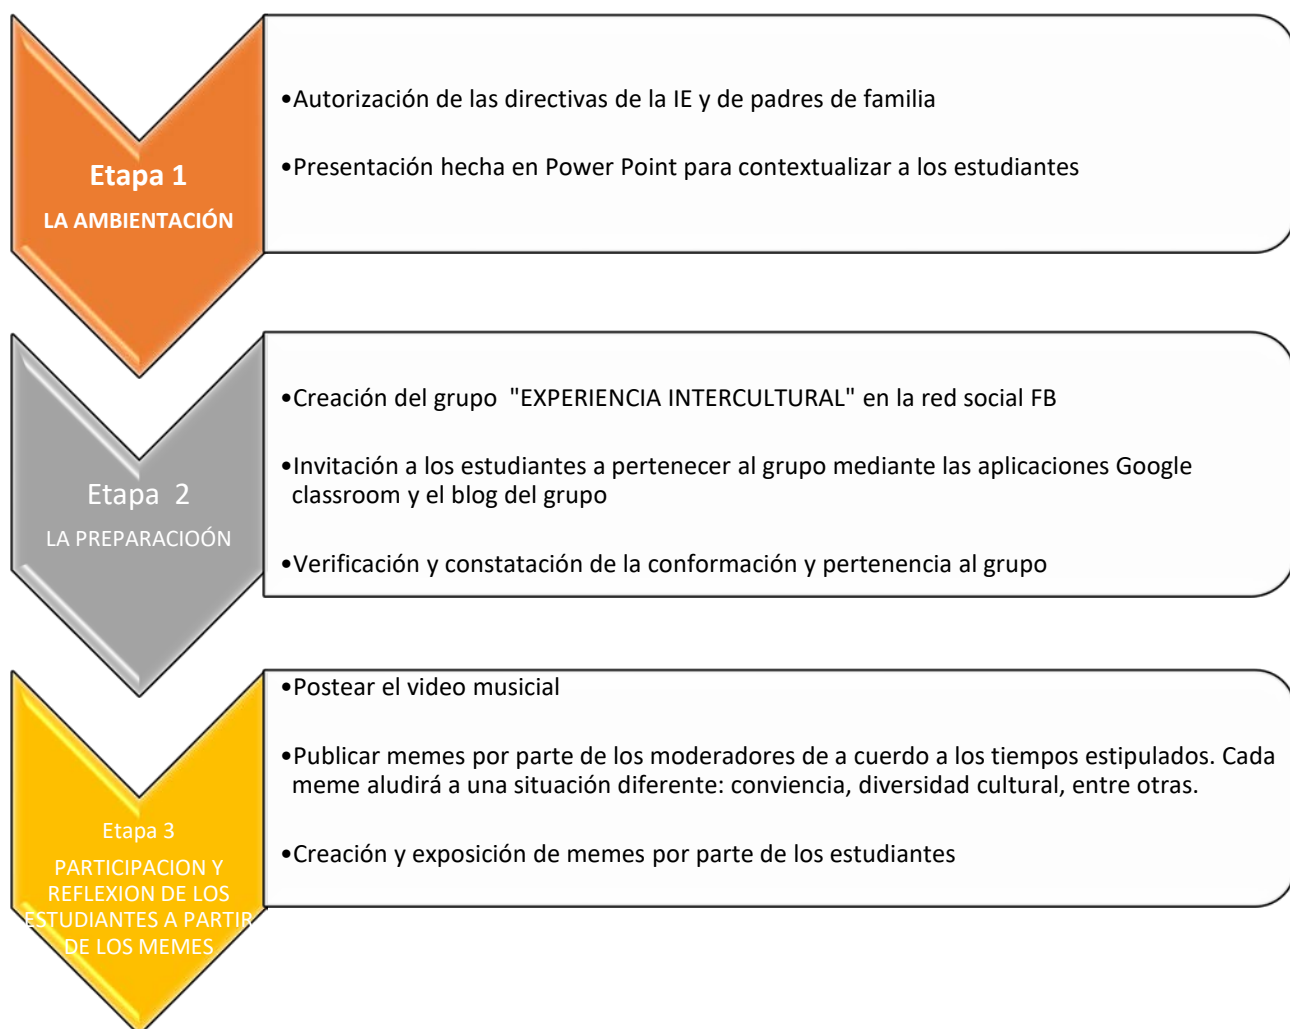 Etapa 1
LA AMBIENTACIÓN
•Autorización de las directivas de la IE y de padres de familia
•Presentación hecha en Power Point para contextualizar a los estudiantes
Etapa  2
LA PREPARACIOÓN
•Creación del grupo  "EXPERIENCIA INTERCULTURAL" en la red social FB
•Invitación a los estudiantes a pertenecer al grupo mediante las aplicaciones Google
classroom y el blog del grupo
•Verificación y constatación de la conformación y pertenencia al grupo
Etapa 3
PARTICIPACION Y
REFLEXION DE LOS
ESTUDIANTES A PARTIR
DE LOS MEMES
•Postear el video musicial
•Publicar memes por parte de los moderadores de a cuerdo a los tiempos estipulados. Cada
meme aludirá a una situación diferente: conviencia, diversidad cultural, entre otras.
•Creación y exposición de memes por parte de los estudiantes